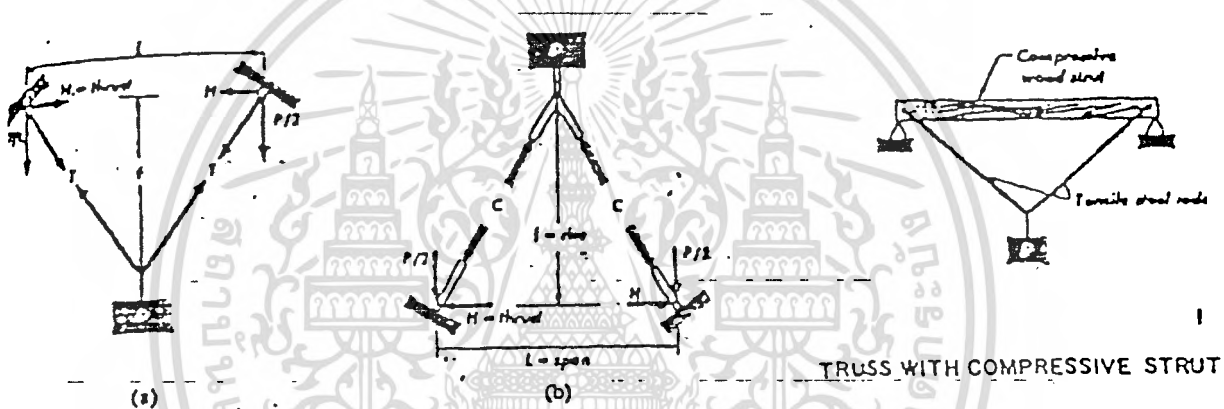 H = thrust
H
P/2
T
T
(a)
C
C
f = rise
P/2
P/2
H = thrust
H
L = span
(b)
Compressive
wood strut
Tensile steel rods
TRUSS WITH COMPRESSIVE STRUT